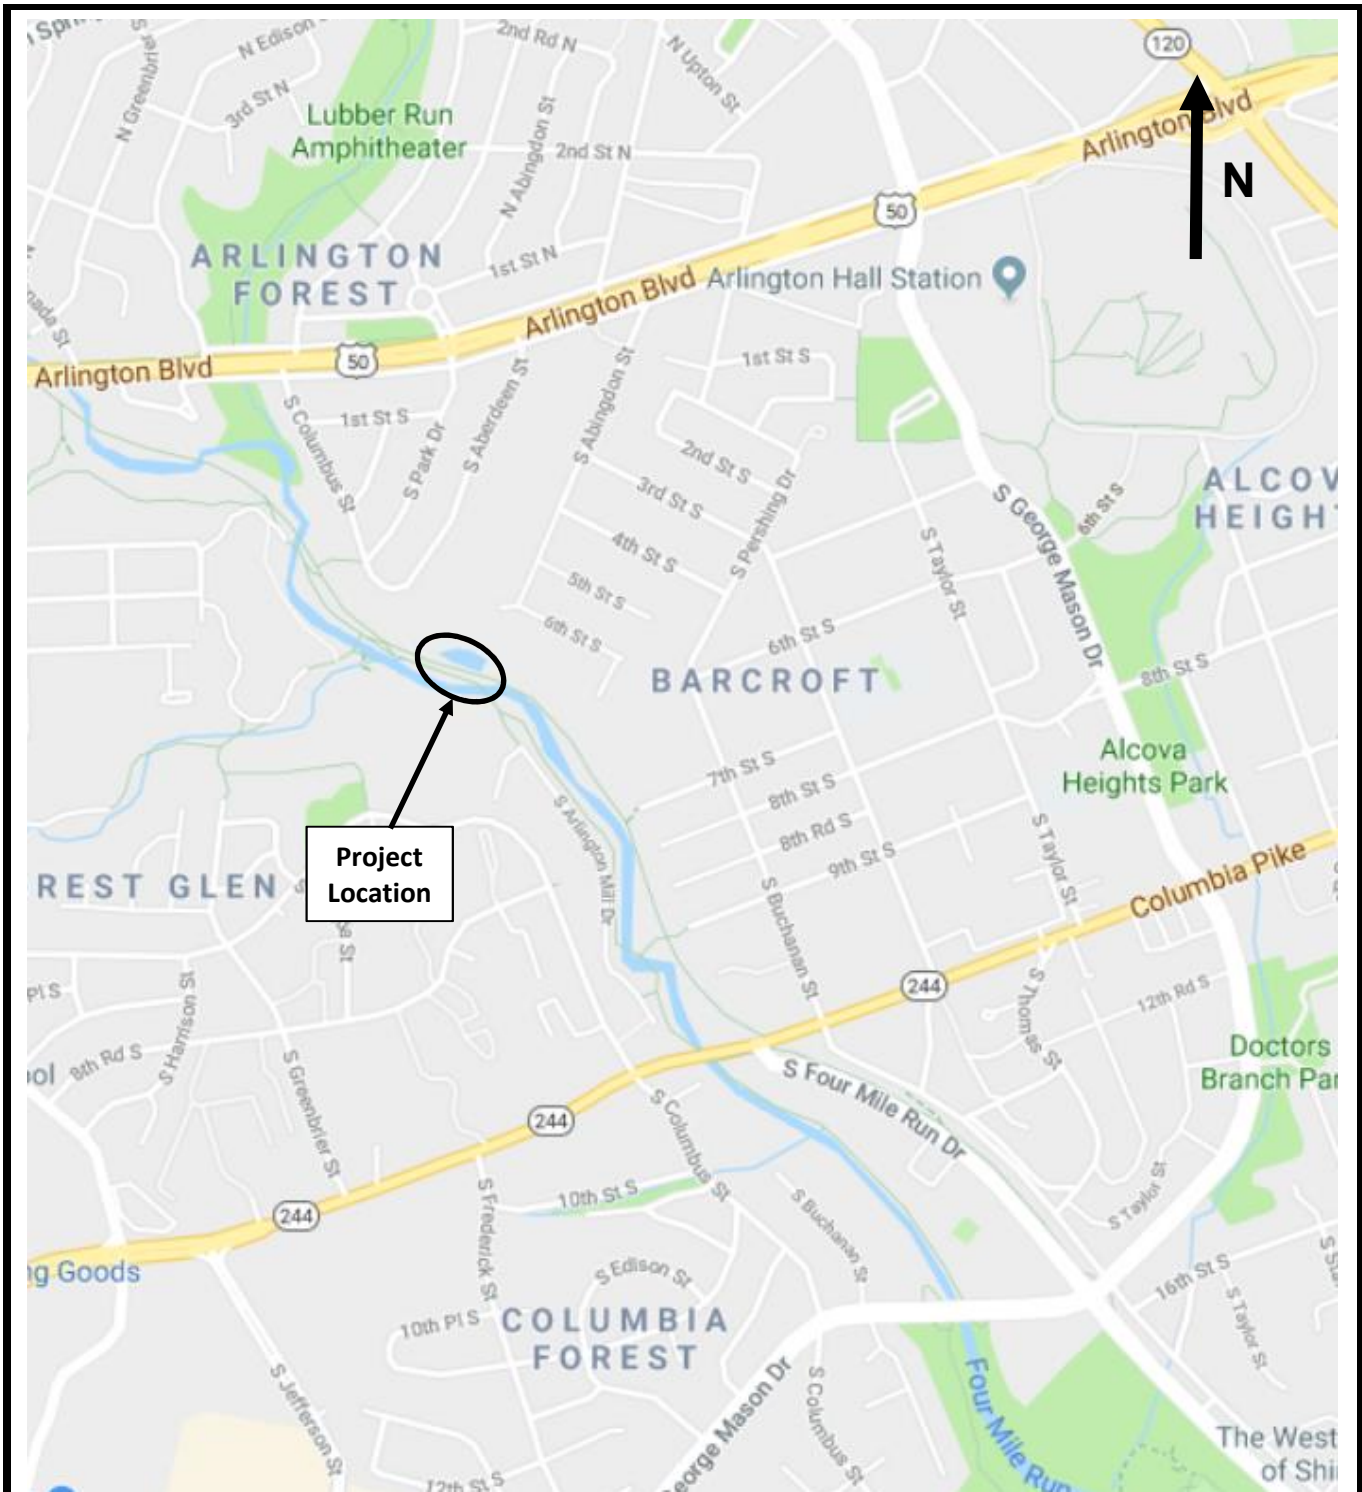 120
N Edison S
2nd Rd N
N Upton St
N Greenbrier
3rd St N
Lubber Run
Amphitheater
N Abingdon St
2nd St N
Arlington Blvd
N
50
ARLINGTON
FOREST
1st St N
Arlington Blvd
Arlington Hall Station
50
Arlington Blvd
1st St S
S Columbus St
1st St S
S Park Dr
S Aberdeen St
S Abingdon St
2nd St S
3rd St S
S Pershing Dr
4th St S
5th St S
6th St S
S George Mason Dr
6th St S
ALCOV
HEIGH
S Taylor St
6th St S
BARCROFT
8th St S
Alcova
Heights Park
7th St S
8th St S
8th Rd S
9th St S
S Arlington Mill Dr
S Taylor St
Columbia Pike
Project
Location
REST GLEN
S Buchanan St
244
Pl S
S Harrison St
8th Rd S
S Thomas St
12th Rd S
Doctors
Branch Par
S Greenbrier St
S Four Mile Run Dr
244
S Columbus St
10th St S
S Frederick St
244
S Buchanan St
S Taylor St
16th St S
S Taylor St
ng Goods
S Edison St
10th Pl S
COLUMBIA
FOREST
S Jefferson St
George Mason Dr
S Columbus St
Four Mile Run
The West
of Shi
12th St S